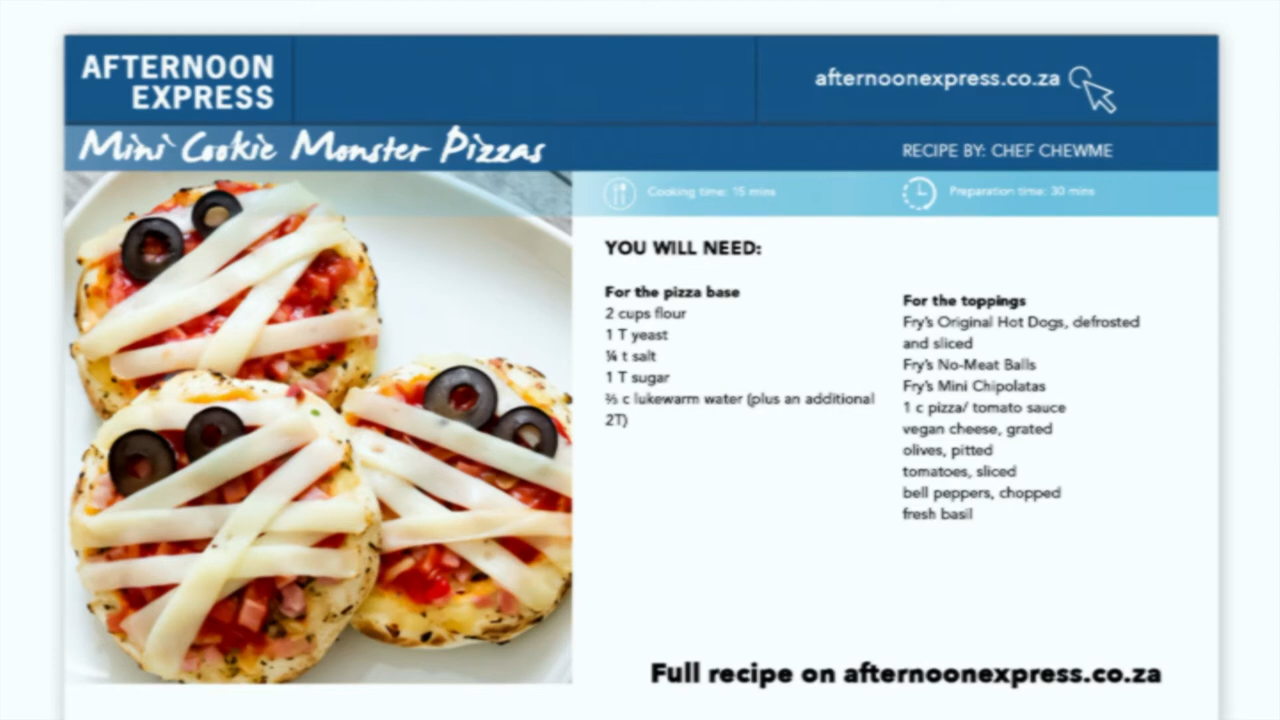 AFTERNOON
EXPRESS
afternoonexpress.co.za
Mini Cookie Monster Pizzas
RECIPE BY: CHEF CHEWME
Cooking time: 15 mins
Preparation time: 30 mins
YOU WILL NEED:
For the pizza base
2 cups flour
1 T yeast
¼ t salt
1 T sugar
⅔ c lukewarm water (plus an additional
2T)
For the toppings
Fry's Original Hot Dogs, defrosted
and sliced
Fry's No-Meat Balls
Fry's Mini Chipolatas
1 c pizza/ tomato sauce
vegan cheese, grated
olives, pitted
tomatoes, sliced
bell peppers, chopped
fresh basil
Full recipe on afternoonexpress.co.za